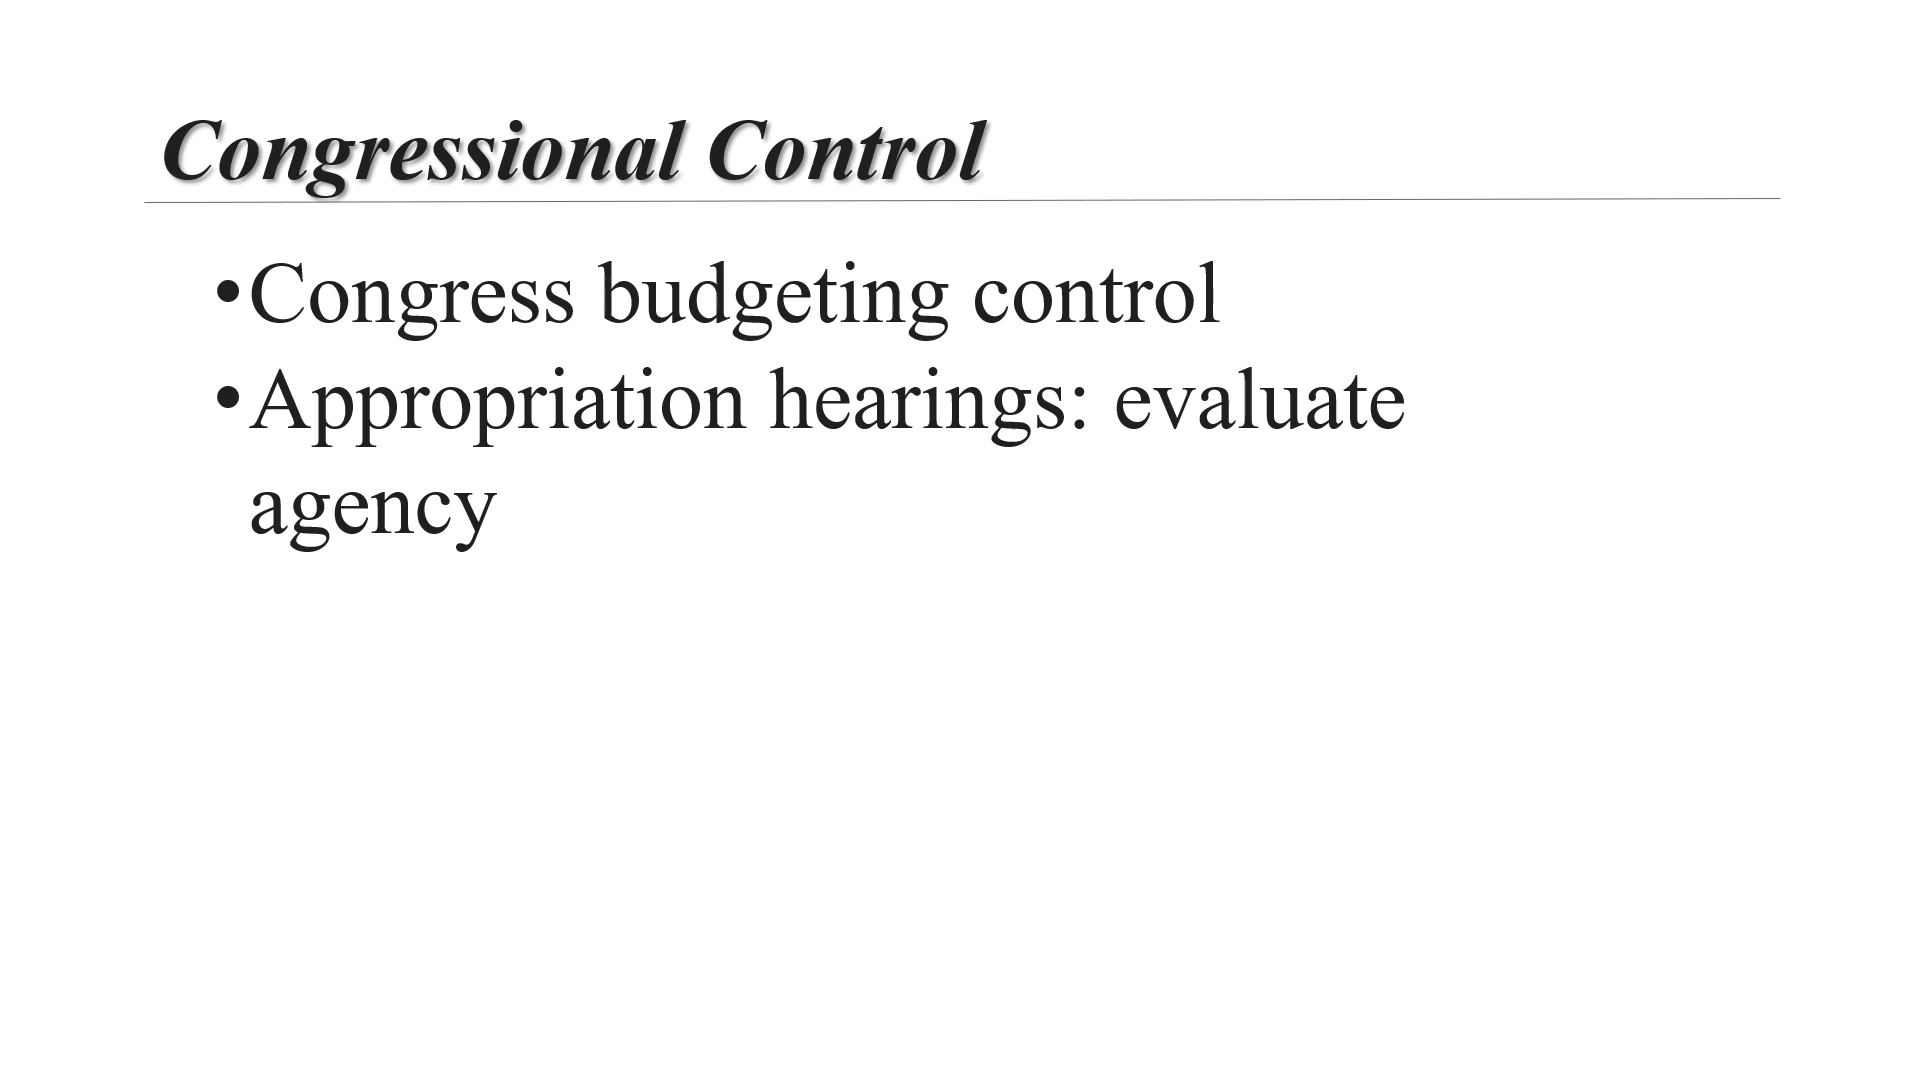 Congressional Control
•Congress budgeting control
•Appropriation hearings: evaluate
agency